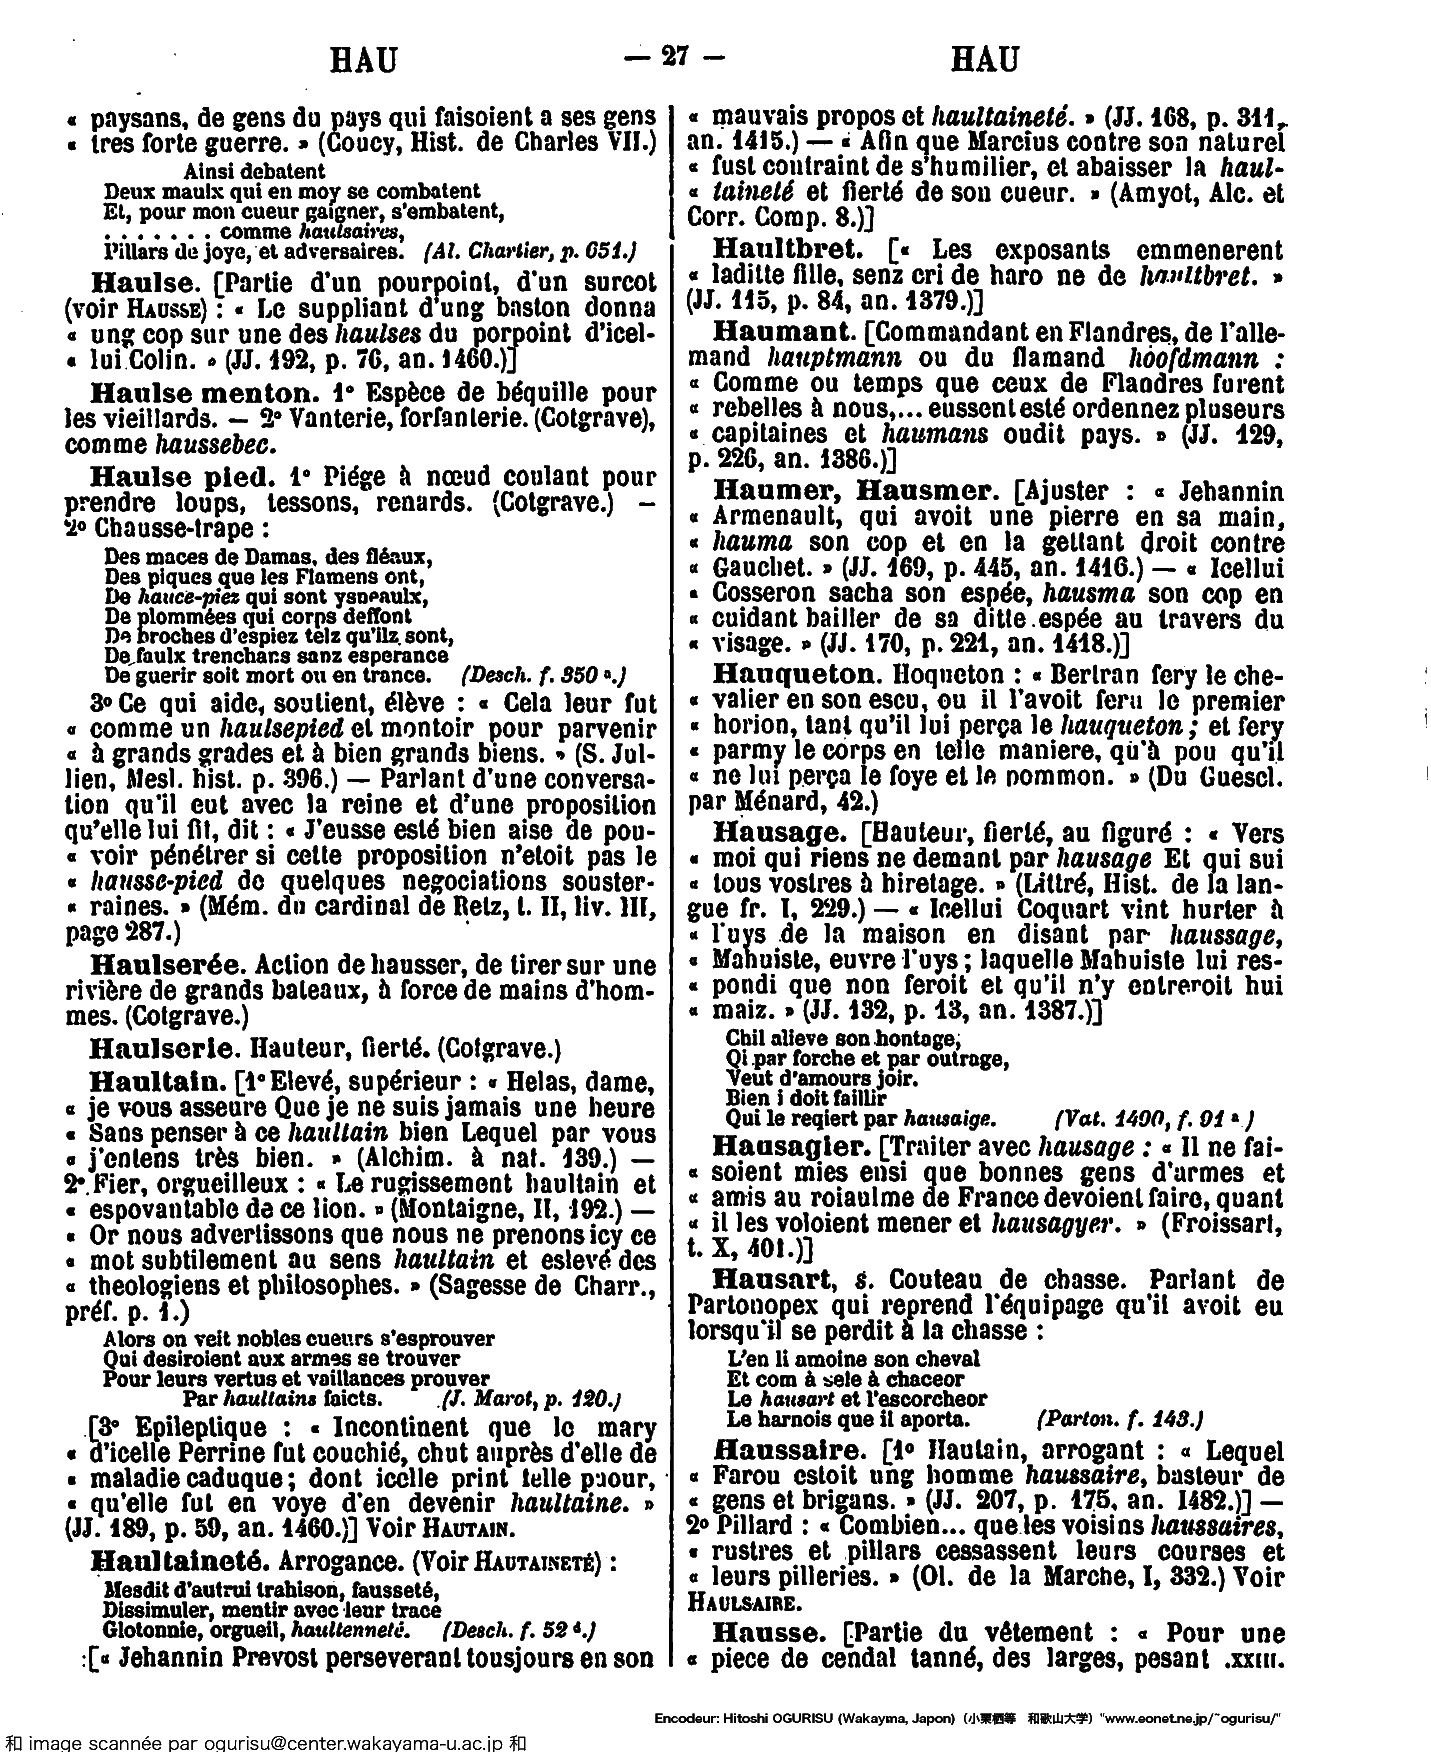 HAU — 27 — HAU
« paysans, de gens du pays qui faisoient a ses gens
« tres forte guerre. » (Coucy, Hist. de Charles VII.)
Ainsi debatent
Deux maulx qui en moy se combatent
Et, pour mon cueur gaigner, s'embatent,
. . . . . . . comme haulsaires,
Pillars de joye, et adversaires. (Al. Chartier, p. 651.)
Haulse. [Partie d'un pourpoint, d'un surcot
(voir HAUSSE) : « Le suppliant d'ung baston donna
« ung cop sur une des haulses du porpoint d'icel-
« lui Colin. » (JJ. 192, p. 76, an. 1460.)]
Haulse menton. 1° Espèce de béquille pour
les vieillards. — 2° Vanterie, forfanterie. (Cotgrave),
comme haussebec.
Haulse pied. 1° Piége à nœud coulant pour
prendre loups, tessons, renards. (Cotgrave.) —
2° Chausse-trape :
Des maces de Damas, des fléaux,
Des piques que les Flamens ont,
De hauce-piez qui sont ysneaulx,
De plommées qui corps deffont
De broches d'espiez telz qu'ilz sont,
De faulx trenchans sanz esperance
De guerir soit mort ou en trance. (Desch. f. 350 a.)
3° Ce qui aide, soutient, élève : « Cela leur fut
« comme un haulsepied et montoir pour parvenir
« à grands grades et à bien grands biens. » (S. Jul-
lien, Mesl. hist. p. 396.) — Parlant d'une conversa-
tion qu'il eut avec la reine et d'une proposition
qu'elle lui fit, dit : « J'eusse esté bien aise de pou-
« voir pénétrer si cette proposition n'etoit pas le
« hausse-pied de quelques negociations souster-
« raines. » (Mém. du cardinal de Retz, t. II, liv. III,
page 287.)
Haulserée. Action de hausser, de tirer sur une
rivière de grands bateaux, à force de mains d'hom-
mes. (Cotgrave.)
Haulserie. Hauteur, fierté. (Cotgrave.)
Haultain. [1° Elevé, supérieur : « Helas, dame,
« je vous asseure Que je ne suis jamais une heure
« Sans penser à ce haultain bien Lequel par vous
« j'entens très bien. » (Alchim. à nat. 139.) —
2°. Fier, orgueilleux : « Le rugissement haultain et
« espovantable de ce lion. » (Montaigne, II, 192.) —
« Or nous advertissons que nous ne prenons icy ce
« mot subtilement au sens haultain et eslevé des
« theologiens et philosophes. » (Sagesse de Charr.,
préf. p. 1.)
Alors on veit nobles cueurs s'esprouver
Qui desiroient aux armes se trouver
Pour leurs vertus et vaillances prouver
Par haultains faicts. (J. Marot, p. 120.)
[3° Epileptique : « Incontinent que le mary
« d'icelle Perrine fut couchié, chut auprès d'elle de
« maladie caduque ; dont icelle print telle paour,
« qu'elle fut en voye d'en devenir haultaine. »
(JJ. 189, p. 59, an. 1460.)] Voir HAUTAIN.
Haultaineté. Arrogance. (Voir HAUTAINETÉ) :
Mesdit d'autrui trahison, fausseté,
Dissimuler, mentir avec leur trace
Glotonnie, orgueil, haultenneté. (Desch. f. 52 d.)
[« Jehannin Prevost perseverant tousjours en son
« mauvais propos et haultaineté. » (JJ. 168, p. 311,
an. 1415.) — « Afin que Marcius contre son naturel
« fust contraint de s'humilier, et abaisser la haul-
« taineté et fierté de son cueur. » (Amyot, Alc. et
Corr. Comp. 8.)]
Haultbret. [« Les exposants emmenerent
« laditte fille, senz cri de haro ne de haultbret. »
(JJ. 115, p. 84, an. 1379.)]
Haumant. [Commandant en Flandres, de l'alle-
mand hauptmann ou du flamand hoofdmann :
« Comme ou temps que ceux de Flandres furent
« rebelles à nous,... eussent esté ordennez pluseurs
« capitaines et haumans oudit pays. » (JJ. 129,
p. 226, an. 1386.)]
Haumer, Hausmer. [Ajuster : « Jehannin
« Armenault, qui avoit une pierre en sa main,
« hauma son cop et en la gettant droit contre
« Gauchet. » (JJ. 169, p. 445, an. 1416.) — « Icellui
« Cosseron sacha son espée, hausma son cop en
« cuidant bailler de sa ditte espée au travers du
« visage. » (JJ. 170, p. 221, an. 1418.)]
Hauqueton. Hoqueton : « Bertran fery le che-
« valier en son escu, ou il l'avoit feru le premier
« horion, tant qu'il lui perça le hauqueton ; et fery
« parmy le corps en telle maniere, qu'à pou qu'il
« ne lui perça le foye et le pommon. » (Du Guescl.
par Ménard, 42.)
Hausage. [Hauteur, fierté, au figuré : « Vers
« moi qui riens ne demant par hausage Et qui sui
« tous vostres à hiretage. » (Littré, Hist. de la lan-
gue fr. I, 229.) — « Icellui Coquart vint hurter à
« l'uys de la maison en disant par haussage,
« Mahuiste, euvre l'uys ; laquelle Mahuiste lui res-
« pondi que non feroit et qu'il n'y entreroit hui
« maiz. » (JJ. 132, p. 13, an. 1387.)]
Chil alieve son hontage,
Qi par forche et par outrage,
Veut d'amours joir.
Bien i doit faillir
Qui le reqiert par hausaige. (Vat. 1490, f. 91 a.)
Hausagier. [Traiter avec hausage : « Il ne fai-
« soient mies ensi que bonnes gens d'armes et
« amis au roiaulme de France devoient faire, quant
« il les voloient mener et hausagyer. » (Froissart,
t. X, 401.)]
Hausart, s. Couteau de chasse. Parlant de
Partonopex qui reprend l'équipage qu'il avoit eu
lorsqu'il se perdit à la chasse :
L'en li amoine son cheval
Et com à sele à chaceor
Le hausart et l'escorcheor
Le harnois que il aporta. (Parton. f. 143.)
Haussaire. [1° Hautain, arrogant : « Lequel
« Farou estoit ung homme haussaire, basteur de
« gens et brigans. » (JJ. 207, p. 175, an. 1482.)] —
2° Pillard : « Combien... que les voisins haussaires,
« rustres et pillars cessassent leurs courses et
« leurs pilleries. » (Ol. de la Marche, I, 332.) Voir
HAULSAIRE.
Hausse. [Partie du vêtement : « Pour une
« piece de cendal tanné, des larges, pesant .XXIII.
Encodeur: Hitoshi OGURISU (Wakayma, Japon) (小栗栖等 和歌山大学) "www.eonet.ne.jp/~ogurisu/"
和 image scannée par ogurisu@center.wakayama-u.ac.jp 和